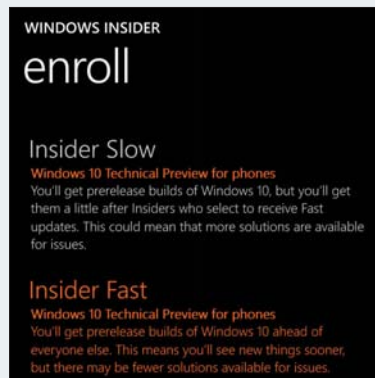 WINDOWS INSIDER
enroll
Insider Slow
Windows 10 Technical Preview for phones
You'll get prerelease builds of Windows 10, but you'll get
them a little after Insiders who select to receive Fast
updates. This could mean that more solutions are available
for issues.
Insider Fast
Windows 10 Technical Preview for phones
You'll get prerelease builds of Windows 10 ahead of
everyone else. This means you'll see new things sooner,
but there may be fewer solutions available for issues.